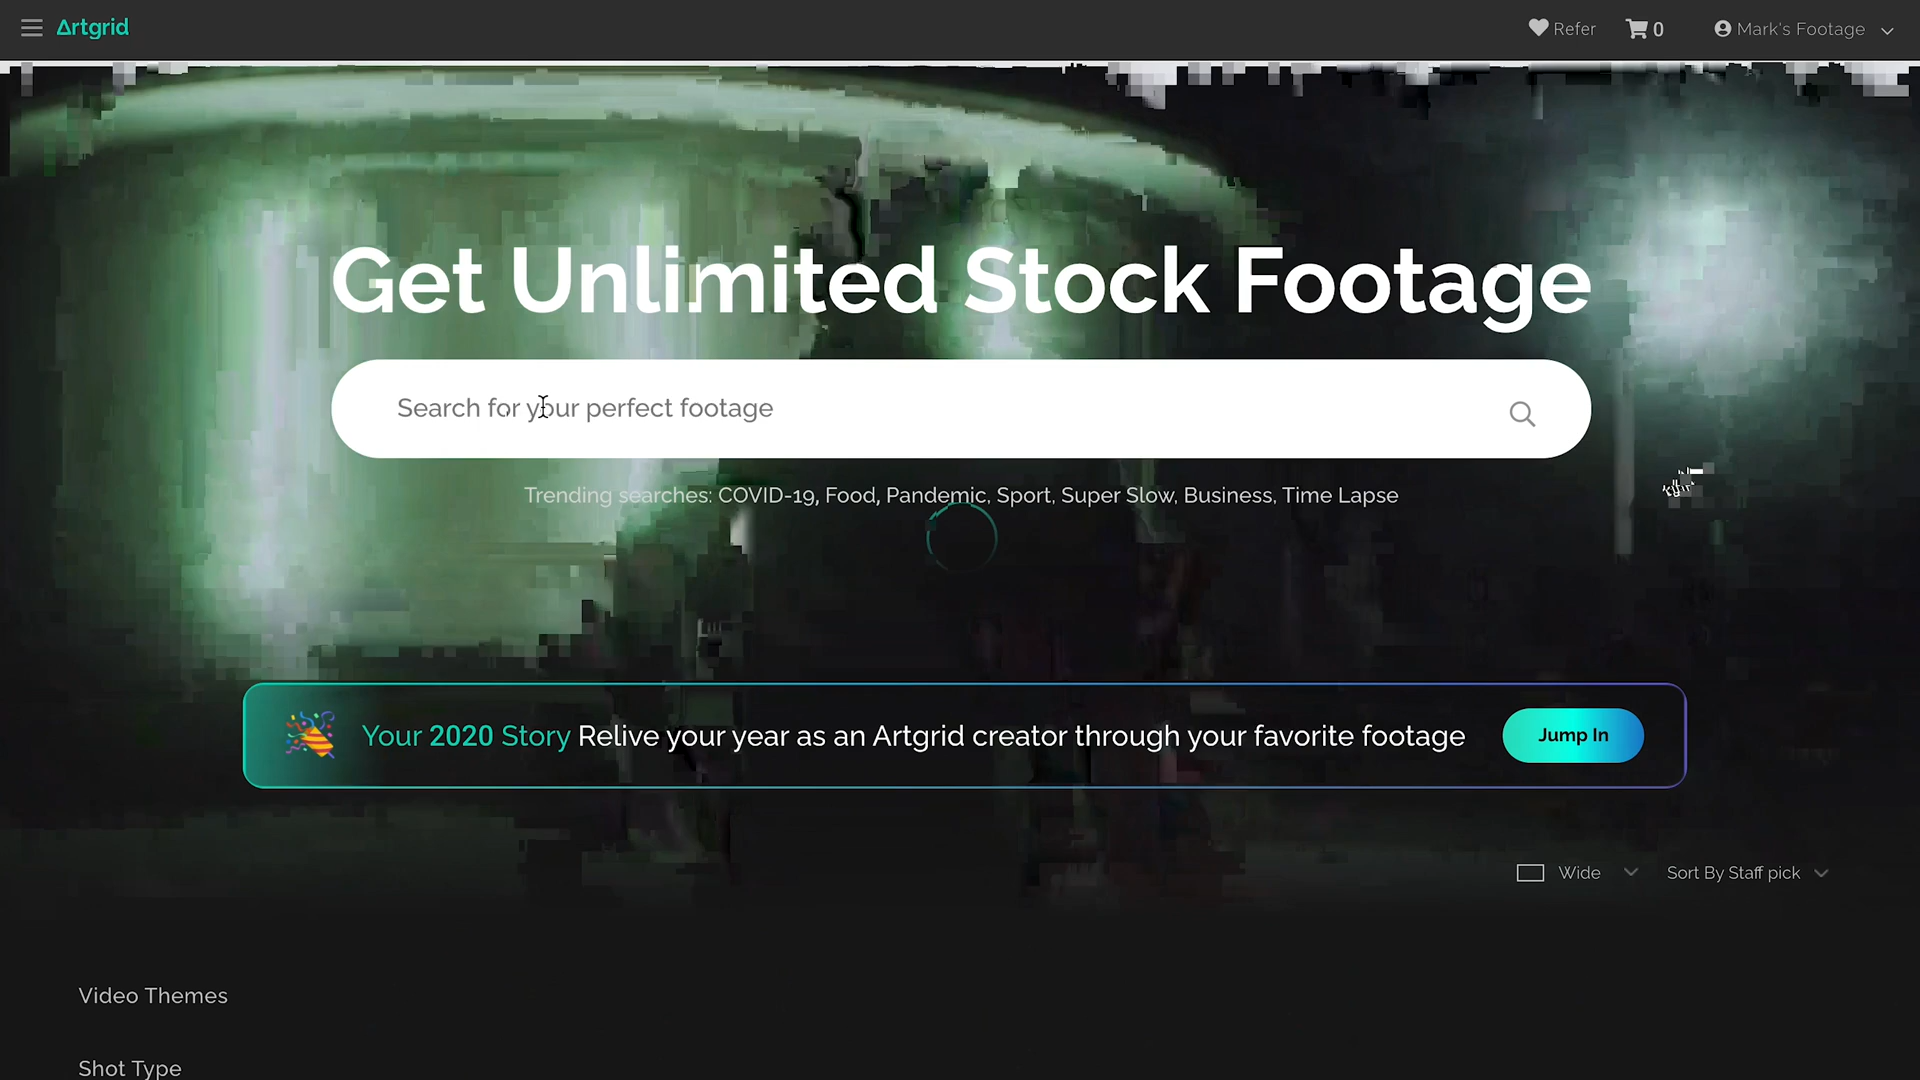 Artgrid
Refer
0
Mark's Footage
Get Unlimited Stock Footage
Search for your perfect footage
Trending searches: COVID-19, Food, Pandemic, Sport, Super Slow, Business, Time Lapse
Your 2020 Story Relive your year as an Artgrid creator through your favorite footage
Jump In
Wide
Sort By Staff pick
Video Themes
Shot Type